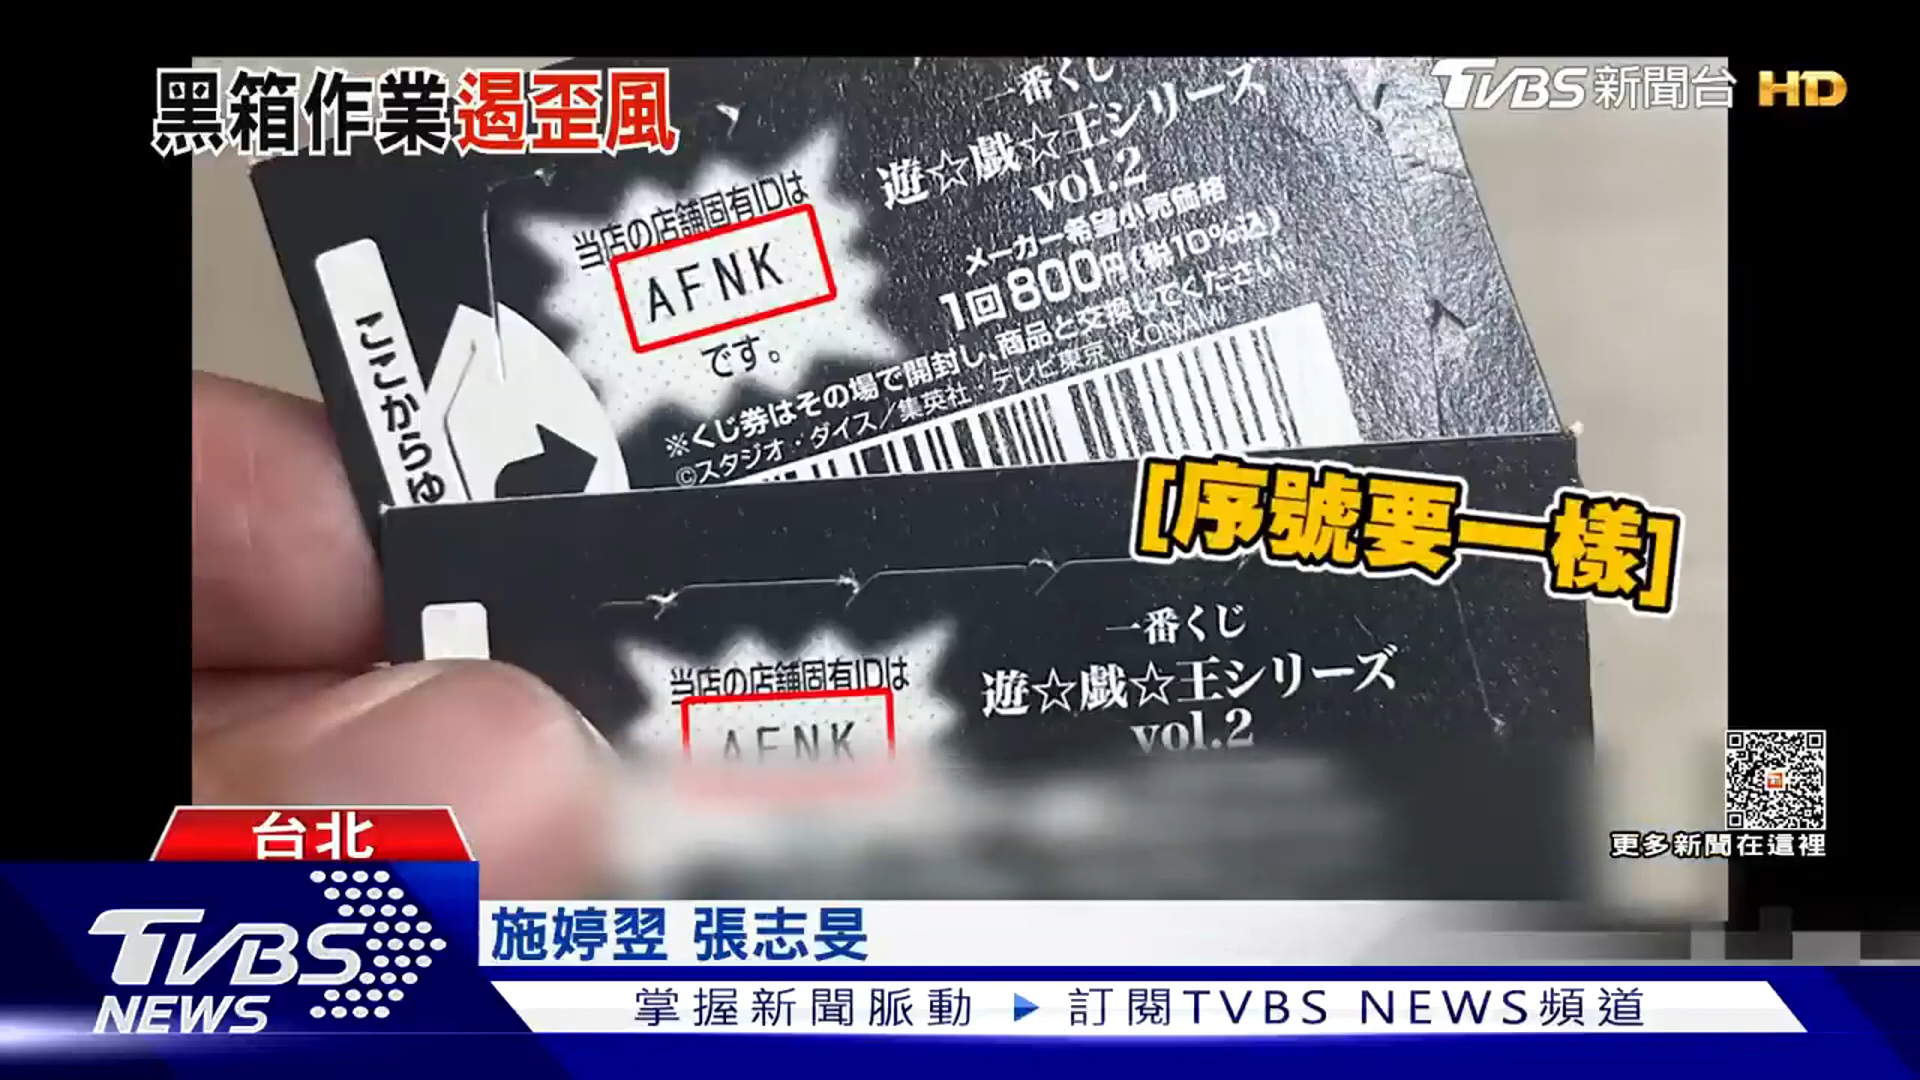 黑箱作業遏歪風
TVBS新聞台 HD
一番くじ
遊☆戯☆王シリーズ
vol.2
当店の店舗固有IDは
AFNK
です。
メーカー希望小売価格
1回800円(税10%込)
※くじ券はその場で開封し、商品と交換してください。
©スタジオ・ダイス/集英社・テレビ東京・KONAMI
ここからゆ
[序號要一樣]
一番くじ
遊☆戯☆王シリーズ
vol.2
当店の店舗固有IDは
AFNK
更多新聞在這裡
台北
施婷翌 張志旻
TVBS
NEWS
掌握新聞脈動 ▶ 訂閱TVBS NEWS頻道